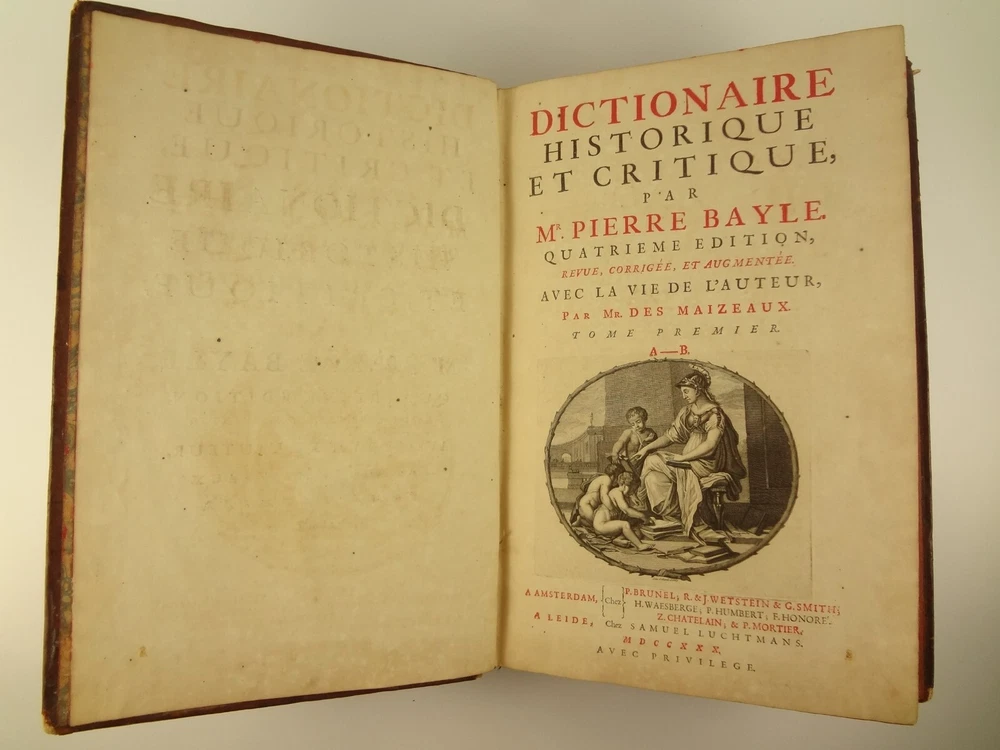 DICTIONAIRE
HISTORIQUE
ET CRITIQUE,
PAR
MR. PIERRE BAYLE.
QUATRIEME EDITION,
REVUE, CORRIGÉE, ET AUGMENTÉE.
AVEC LA VIE DE L'AUTEUR,
PAR MR. DES MAIZEAUX.
TOME PREMIER.
A—B.
A AMSTERDAM, Chez P. BRUNEL; R. & J. WETSTEIN & G. SMITH;
H. WAESBERGE; P. HUMBERT; F. HONORÉ;
Z. CHATELAIN; & P. MORTIER,
A LEIDE, Chez SAMUEL LUCHTMANS.
MDCCXXX.
AVEC PRIVILEGE.